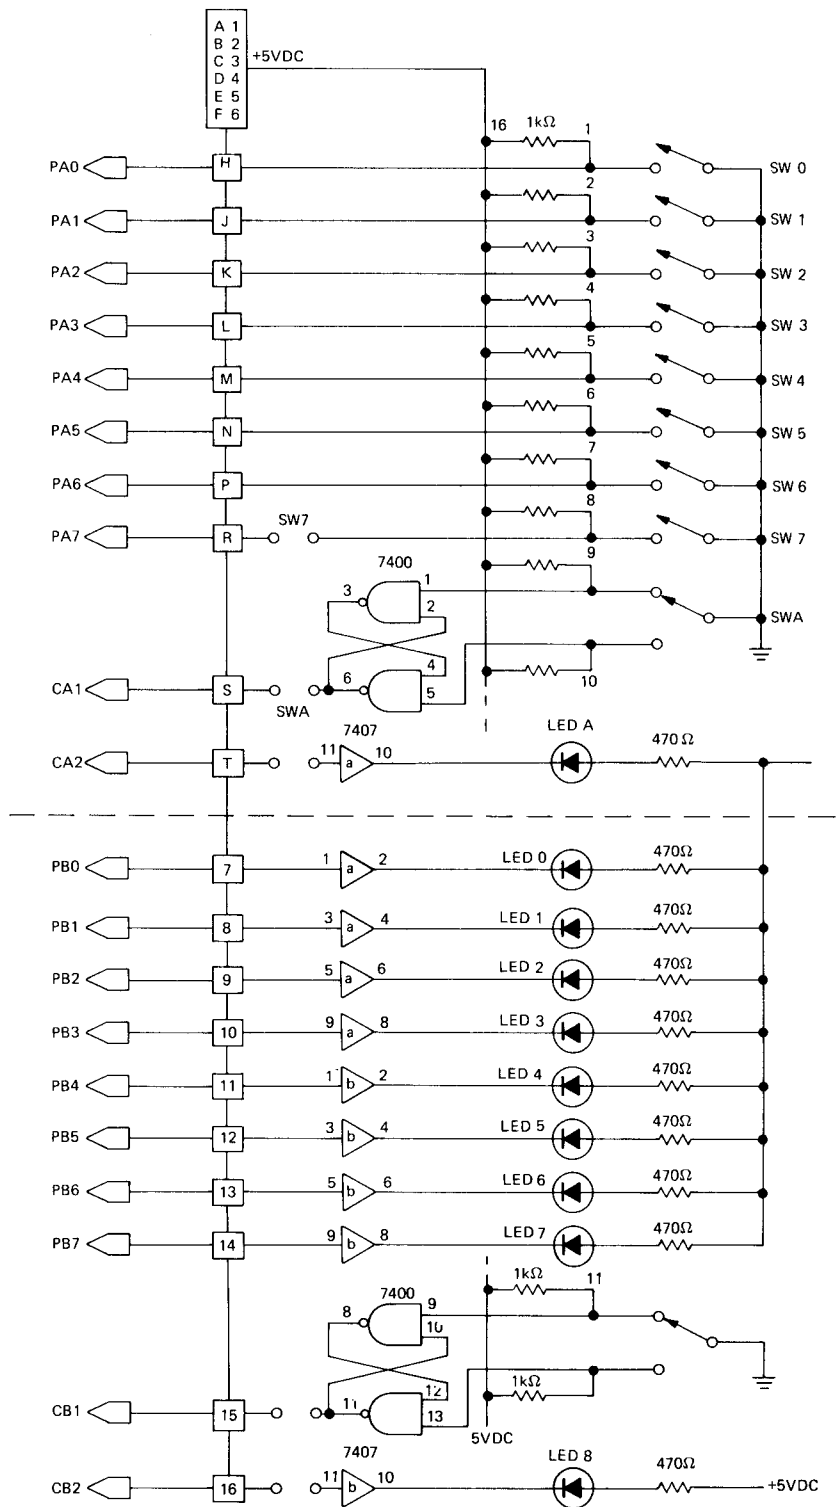 A 1
B 2
C 3 +5VDC
D 4
E 5
F 6
16 1kΩ 1
PA0 H SW 0
2
PA1 J SW 1
3
PA2 K SW 2
4
PA3 L SW 3
5
PA4 M SW 4
6
PA5 N SW 5
7
PA6 P SW 6
8
PA7 R SW7 SW 7
9
7400
3 1
2
SWA
4
CA1 S 6 5 10
SWA
7407 LED A 470 Ω
CA2 T 11 a 10
PB0 7 1 a 2 LED 0 470Ω
PB1 8 3 a 4 LED 1 470Ω
PB2 9 5 a 6 LED 2 470Ω
PB3 10 9 a 8 LED 3 470Ω
PB4 11 1 b 2 LED 4 470Ω
PB5 12 3 b 4 LED 5 470Ω
PB6 13 5 b 6 LED 6 470Ω
PB7 14 9 b 8 LED 7 470Ω
1kΩ 11
7400
8 9
10
12
CB1 15 11 13 1kΩ
5VDC
7407 LED 8 470Ω
CB2 16 11 b 10 +5VDC